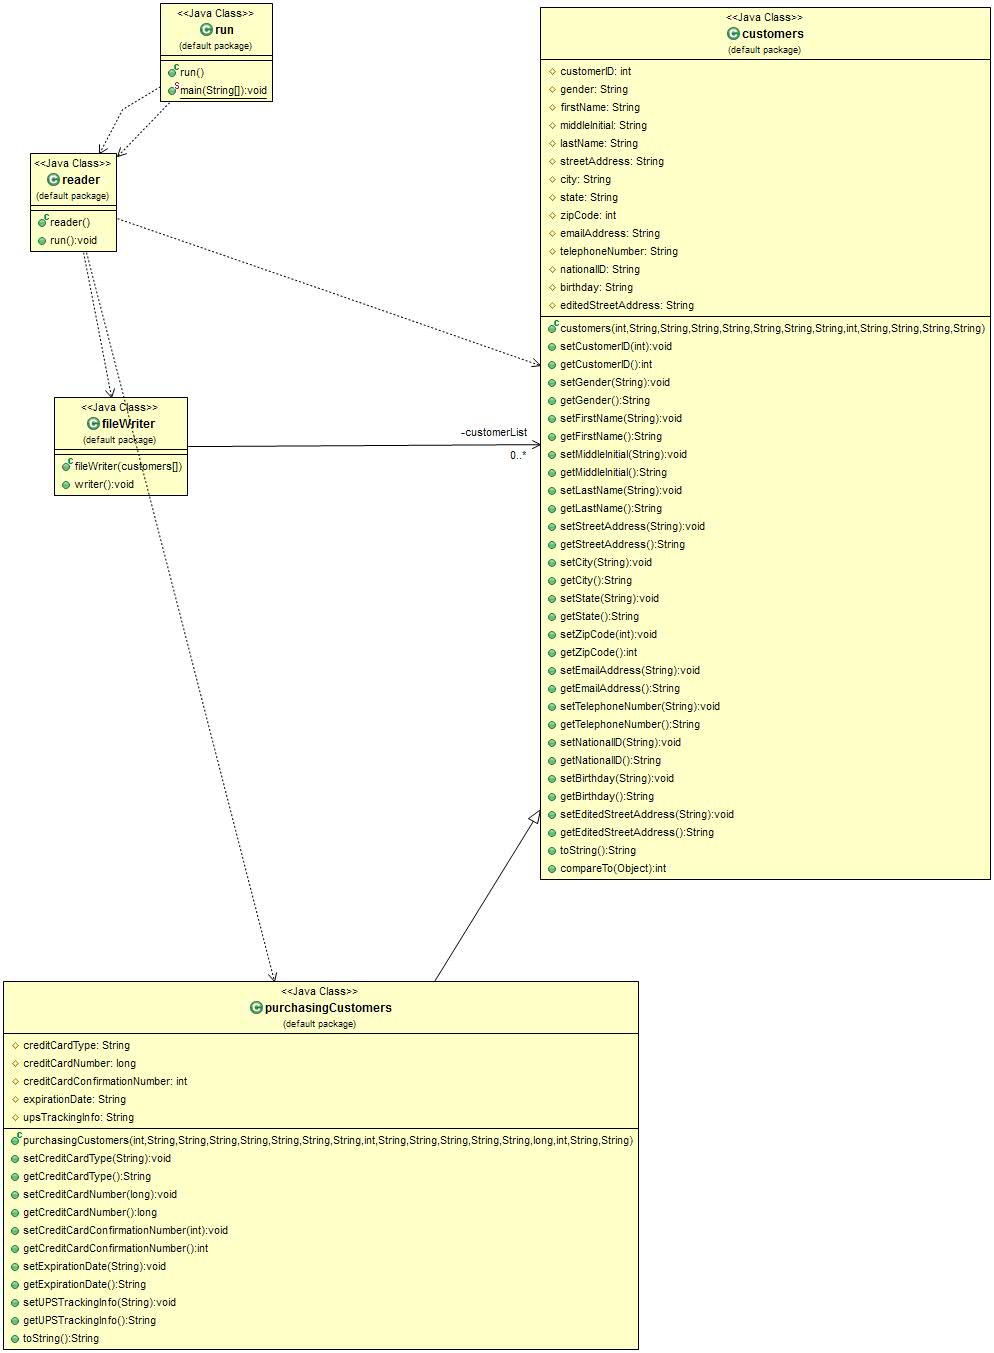 <<Java Class>>
run
(default package)
run()
main(String[]):void
<<Java Class>>
reader
(default package)
reader()
run():void
<<Java Class>>
fileWriter
(default package)
fileWriter(customers[])
writer():void
-customerList
0..*
<<Java Class>>
customers
(default package)
customerID: int
gender: String
firstName: String
middleInitial: String
lastName: String
streetAddress: String
city: String
state: String
zipCode: int
emailAddress: String
telephoneNumber: String
nationalID: String
birthday: String
editedStreetAddress: String
customers(int,String,String,String,String,String,String,String,int,String,String,String,String)
setCustomerID(int):void
getCustomerID():int
setGender(String):void
getGender():String
setFirstName(String):void
getFirstName():String
setMiddleInitial(String):void
getMiddleInitial():String
setLastName(String):void
getLastName():String
setStreetAddress(String):void
getStreetAddress():String
setCity(String):void
getCity():String
setState(String):void
getState():String
setZipCode(int):void
getZipCode():int
setEmailAddress(String):void
getEmailAddress():String
setTelephoneNumber(String):void
getTelephoneNumber():String
setNationalID(String):void
getNationalID():String
setBirthday(String):void
getBirthday():String
setEditedStreetAddress(String):void
getEditedStreetAddress():String
toString():String
compareTo(Object):int
<<Java Class>>
purchasingCustomers
(default package)
creditCardType: String
creditCardNumber: long
creditCardConfirmationNumber: int
expirationDate: String
upsTrackingInfo: String
purchasingCustomers(int,String,String,String,String,String,String,String,int,String,String,String,String,String,long,int,String,String)
setCreditCardType(String):void
getCreditCardType():String
setCreditCardNumber(long):void
getCreditCardNumber():long
setCreditCardConfirmationNumber(int):void
getCreditCardConfirmationNumber():int
setExpirationDate(String):void
getExpirationDate():String
setUPSTrackingInfo(String):void
getUPSTrackingInfo():String
toString():String